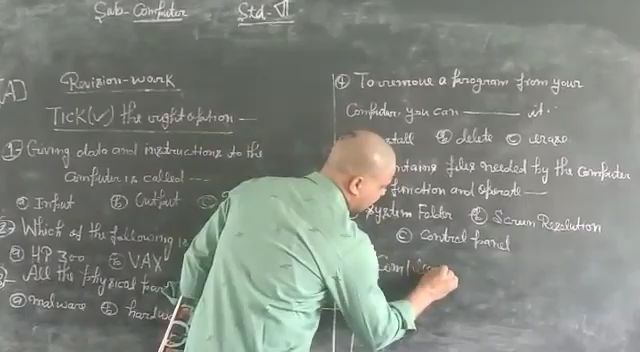 Sub-Computer Std-VI
[A] Revision-work
Tick(✓) the right option —
1→ Giving data and instructions to the
Computer is called ---
ⓐ Input ⓑ Output ⓒ
2→ Which of the following is
ⓐ HP 300 ⓑ VAX
All the physical par
ⓐ malware ⓑ hardwa
④ To remove a program from your
Computer, you can ——— it.
tall ⓑ delete ⓒ erase
ntains files needed by the Computer
function and operate —
system Folder ⓑ Screen Resolution
ⓒ control panel